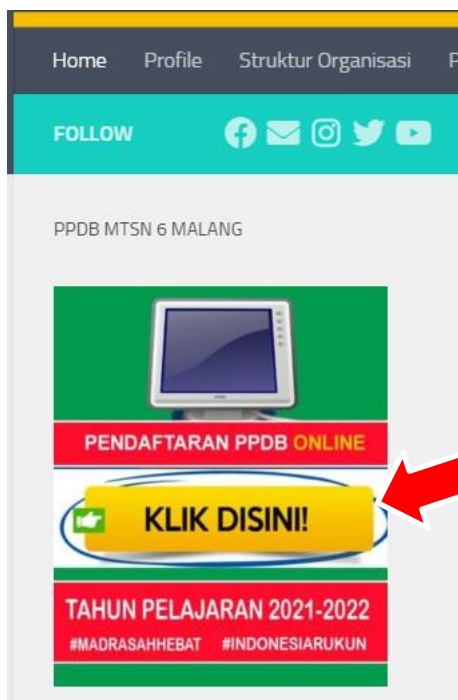 Home Profile Struktur Organisasi P
FOLLOW
PPDB MTSN 6 MALANG
PENDAFTARAN PPDB ONLINE
KLIK DISINI!
TAHUN PELAJARAN 2021-2022
#MADRASAHHEBAT #INDONESIARUKUN